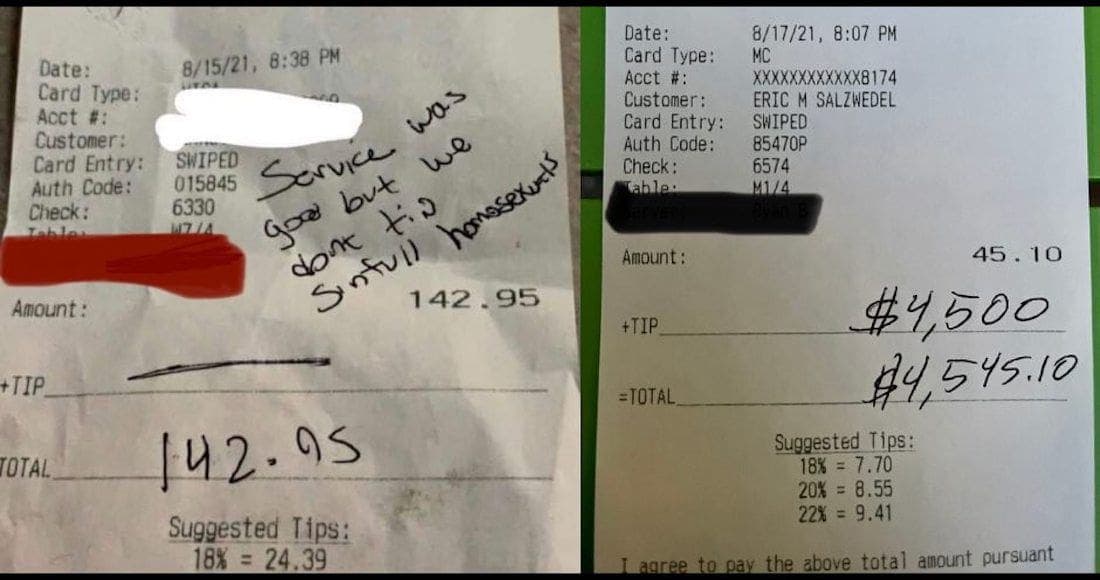 Date: 8/15/21, 8:38 PM
Card Type:
Acct #:
Customer:
Card Entry: SWIPED
Auth Code: 015845
Check: 6330
Service was
good but we
dont tip
Sinfull homosexuals
Amount: 142.95
+TIP
TOTAL 142.95
Suggested Tips:
18% = 24.39
Date: 8/17/21, 8:07 PM
Card Type: MC
Acct #: XXXXXXXXXXXX8174
Customer: ERIC M SALZWEDEL
Card Entry: SWIPED
Auth Code: 85470P
Check: 6574
Table: M1/4
Amount: 45.10
+TIP $4,500
=TOTAL $4,545.10
Suggested Tips:
18% = 7.70
20% = 8.55
22% = 9.41
I agree to pay the above total amount pursuant